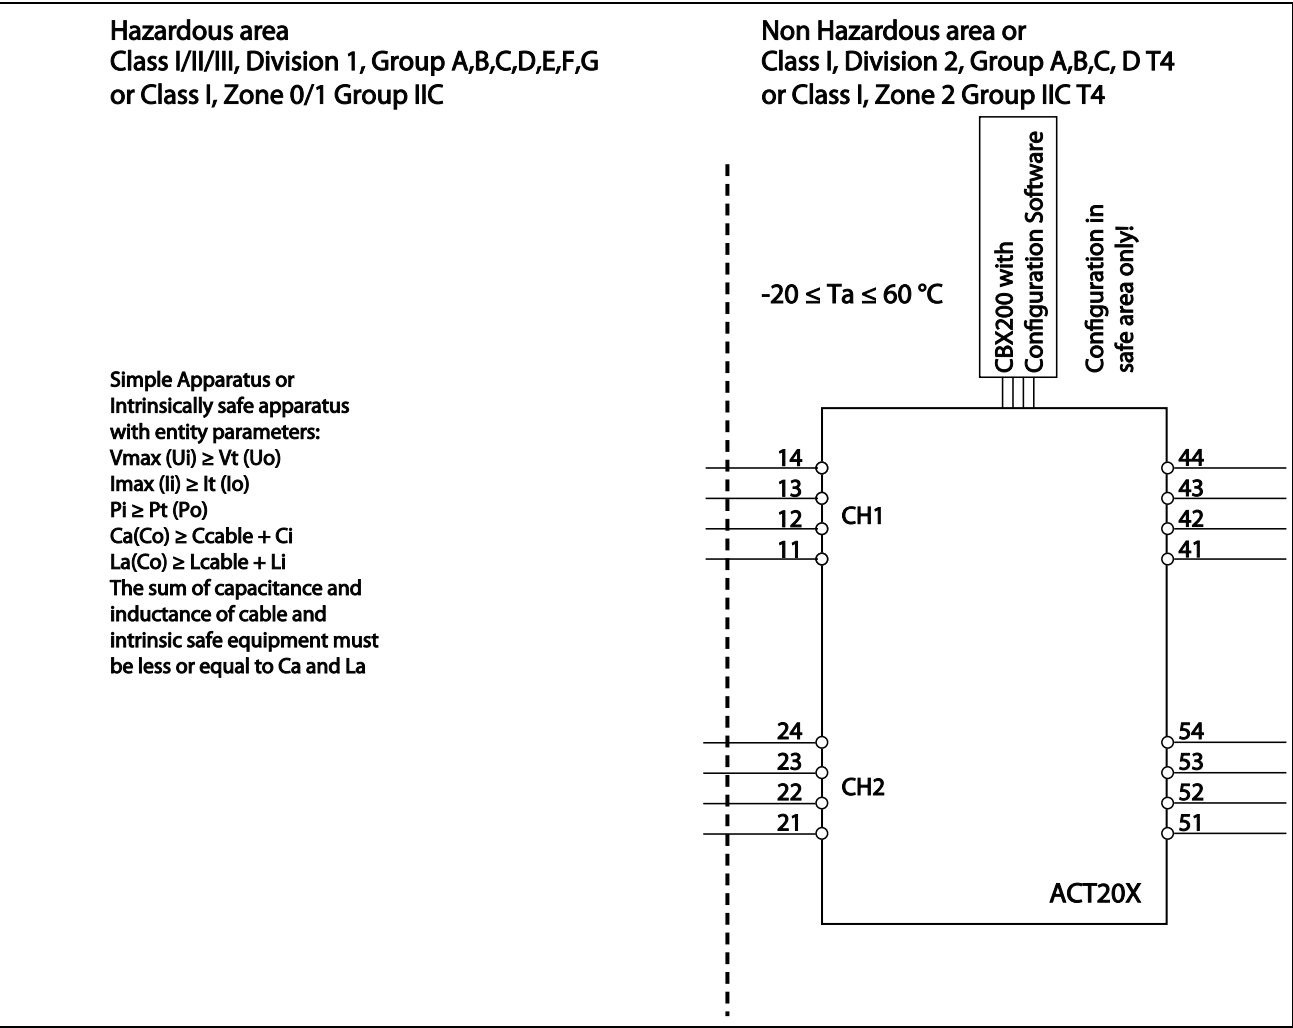 Hazardous area
Class I/II/III, Division 1, Group A,B,C,D,E,F,G
or Class I, Zone 0/1 Group IIC
Non Hazardous area or
Class I, Division 2, Group A,B,C, D T4
or Class I, Zone 2 Group IIC T4
CBX200 with
Configuration Software
Configuration in
safe area only!
-20 ≤ Ta ≤ 60 °C
Simple Apparatus or
Intrinsically safe apparatus
with entity parameters:
Vmax (Ui) ≥ Vt (Uo)
Imax (Ii) ≥ It (Io)
Pi ≥ Pt (Po)
Ca(Co) ≥ Ccable + Ci
La(Co) ≥ Lcable + Li
The sum of capacitance and
inductance of cable and
intrinsic safe equipment must
be less or equal to Ca and La
14
13
12
11
CH1
44
43
42
41
24
23
22
21
CH2
54
53
52
51
ACT20X